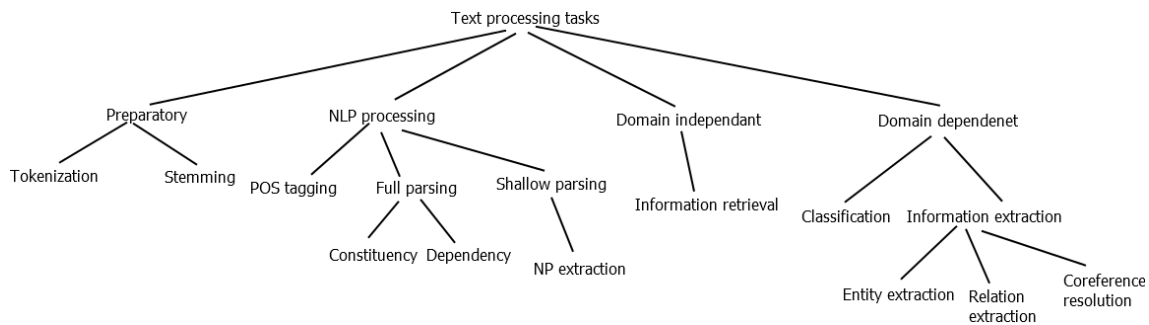 Text processing tasks
Preparatory
NLP processing
Domain independant
Domain dependenet
Tokenization
Stemming
POS tagging
Full parsing
Shallow parsing
Information retrieval
Classification
Information extraction
Constituency
Dependency
NP extraction
Entity extraction
Relation
extraction
Coreference
resolution